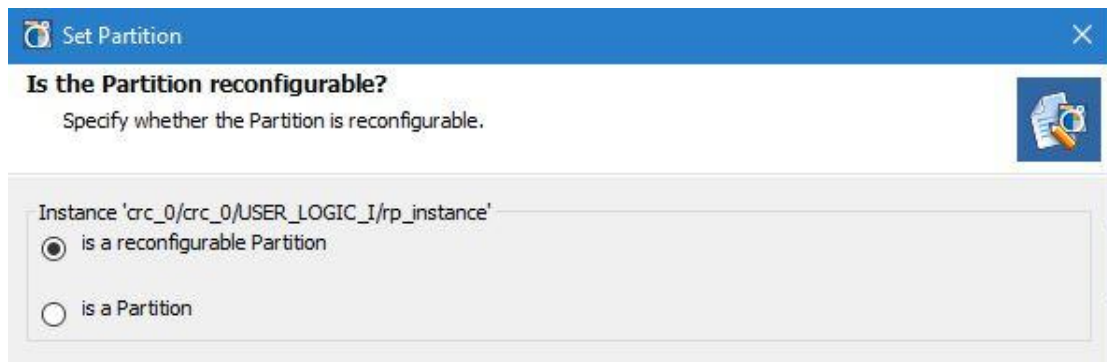 Set Partition
Is the Partition reconfigurable?
Specify whether the Partition is reconfigurable.
Instance 'crc_0/crc_0/USER_LOGIC_I/rp_instance'
is a reconfigurable Partition
is a Partition